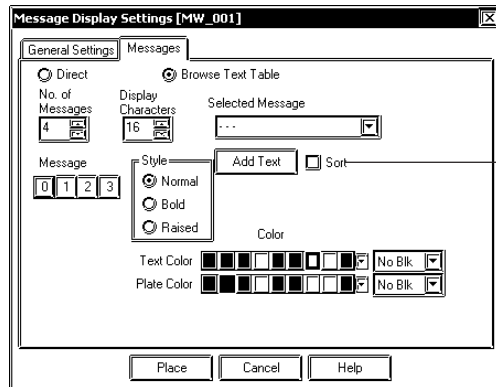 Message Display Settings [MW_001]
General Settings Messages
Direct Browse Text Table
No. of Messages Display Characters Selected Message
4 16 ---
Message Style Add Text Sort
0 1 2 3 Normal
Bold
Raised
Color
Text Color No Blk
Plate Color No Blk
Place Cancel Help